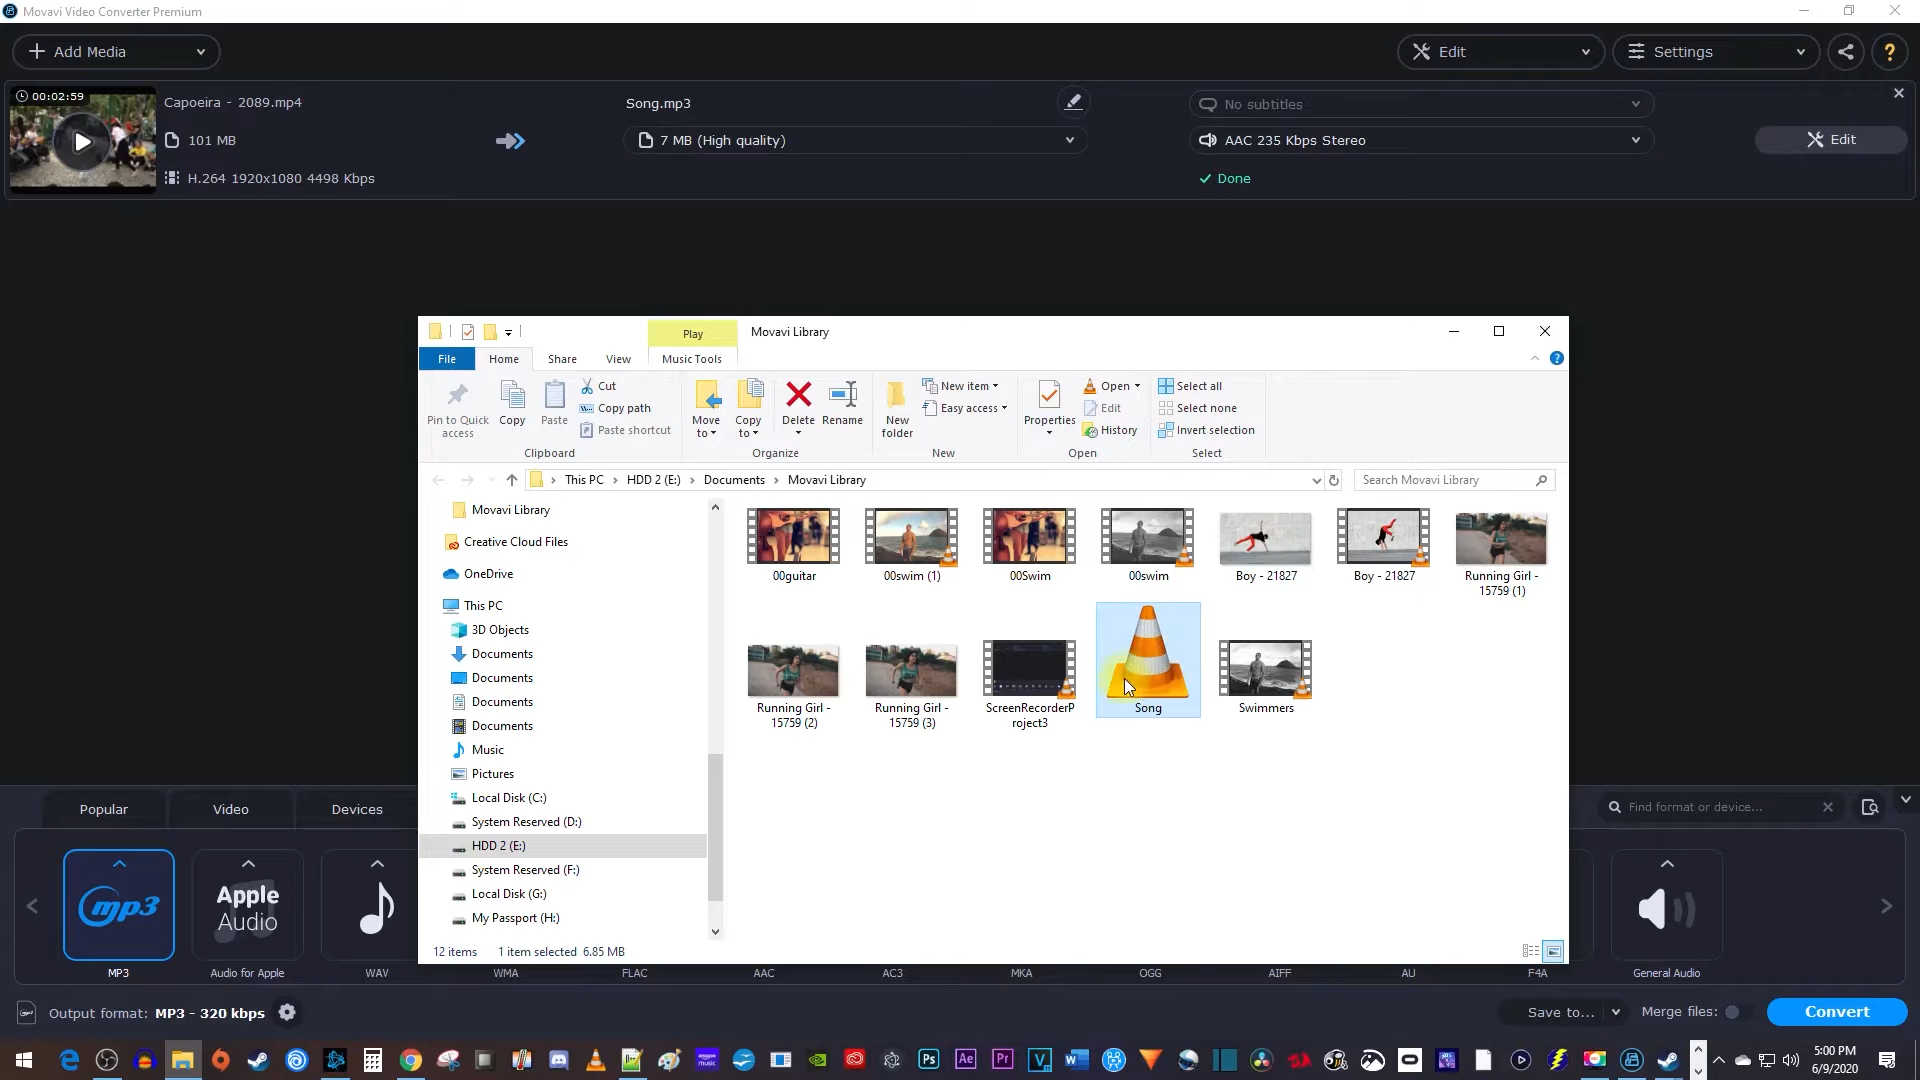 Movavi Video Converter Premium
Add Media
Edit
Settings
?
00:02:59
Capoeira - 2089.mp4
101 MB
H.264 1920x1080 4498 Kbps
Song.mp3
7 MB (High quality)
No subtitles
AAC 235 Kbps Stereo
Done
Edit
Play
Movavi Library
File
Home
Share
View
Music Tools
Pin to Quick
access
Copy
Paste
Cut
Copy path
Paste shortcut
Clipboard
Move
to
Copy
to
Delete
Rename
Organize
New
folder
New item
Easy access
New
Properties
Open
Edit
History
Open
Select all
Select none
Invert selection
Select
This PC
HDD 2 (E:)
Documents
Movavi Library
Search Movavi Library
Movavi Library
Creative Cloud Files
OneDrive
This PC
3D Objects
Documents
Documents
Documents
Documents
Music
Pictures
Local Disk (C:)
System Reserved (D:)
HDD 2 (E:)
System Reserved (F:)
Local Disk (G:)
My Passport (H:)
00guitar
00swim (1)
00Swim
00swim
Boy - 21827
Boy - 21827
Running Girl -
15759 (1)
Running Girl -
15759 (2)
Running Girl -
15759 (3)
ScreenRecorderP
roject3
Song
Swimmers
12 items
1 item selected 6.85 MB
Popular
Video
Devices
Find format or device...
mp3
Apple
Audio
MP3
Audio for Apple
WAV
WMA
FLAC
AAC
AC3
MKA
OGG
AIFF
AU
F4A
General Audio
Output format: MP3 - 320 kbps
Save to...
Merge files:
Convert
Ps
Ae
Pr
5:00 PM
6/9/2020